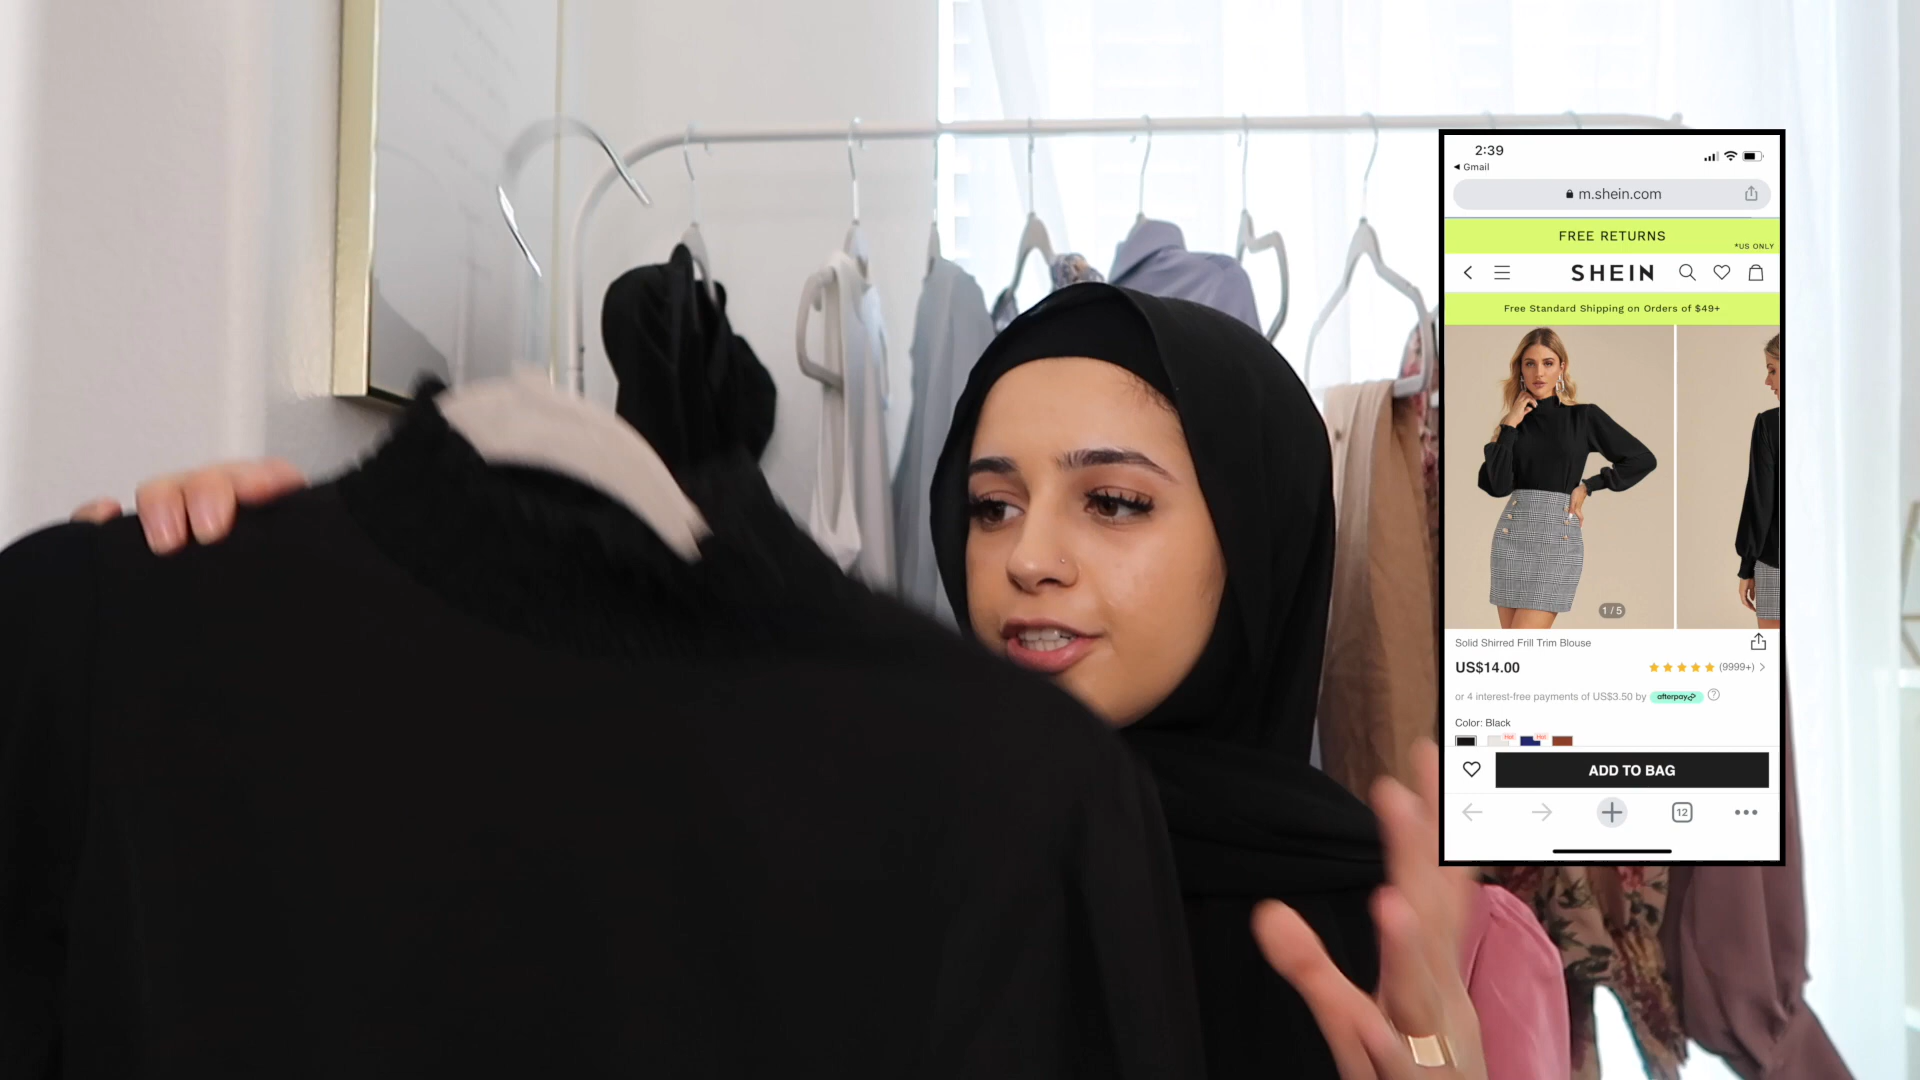 2:39
Gmail
m.shein.com
FREE RETURNS
*US ONLY
SHEIN
Free Standard Shipping on Orders of $49+
1/5
Solid Shirred Frill Trim Blouse
US$14.00
(9999+)
or 4 interest-free payments of US$3.50 by afterpay
Color: Black
Hot
Hot
ADD TO BAG
12